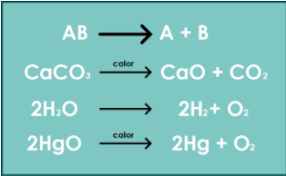 AB ⟶ A + B
CaCO₃ calor ⟶ CaO + CO₂
2H₂O ⟶ 2H₂+ O₂
2HgO calor ⟶ 2Hg + O₂